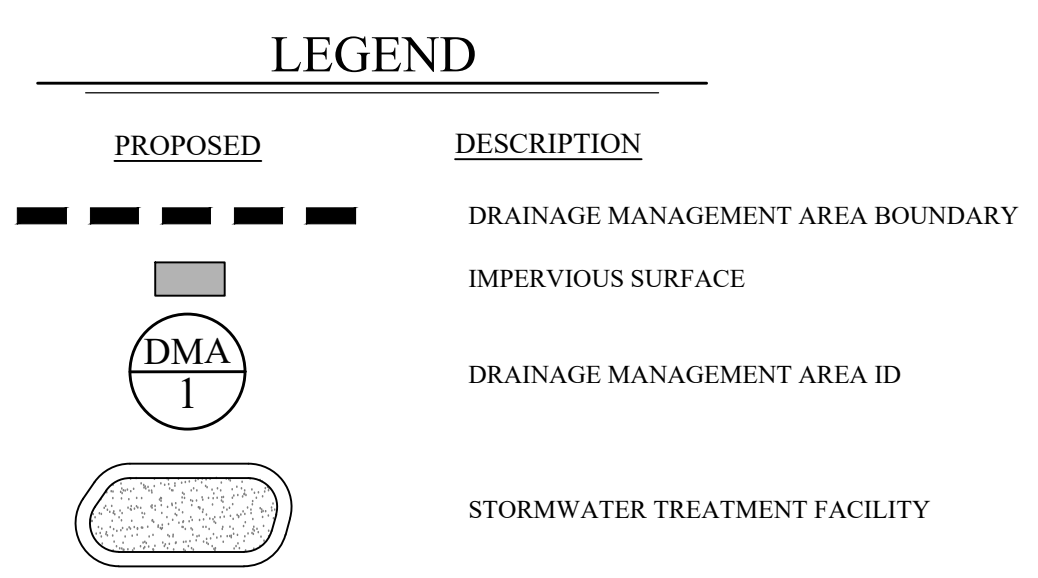 LEGEND
PROPOSED DESCRIPTION
DRAINAGE MANAGEMENT AREA BOUNDARY
IMPERVIOUS SURFACE
DMA
1
DRAINAGE MANAGEMENT AREA ID
STORMWATER TREATMENT FACILITY